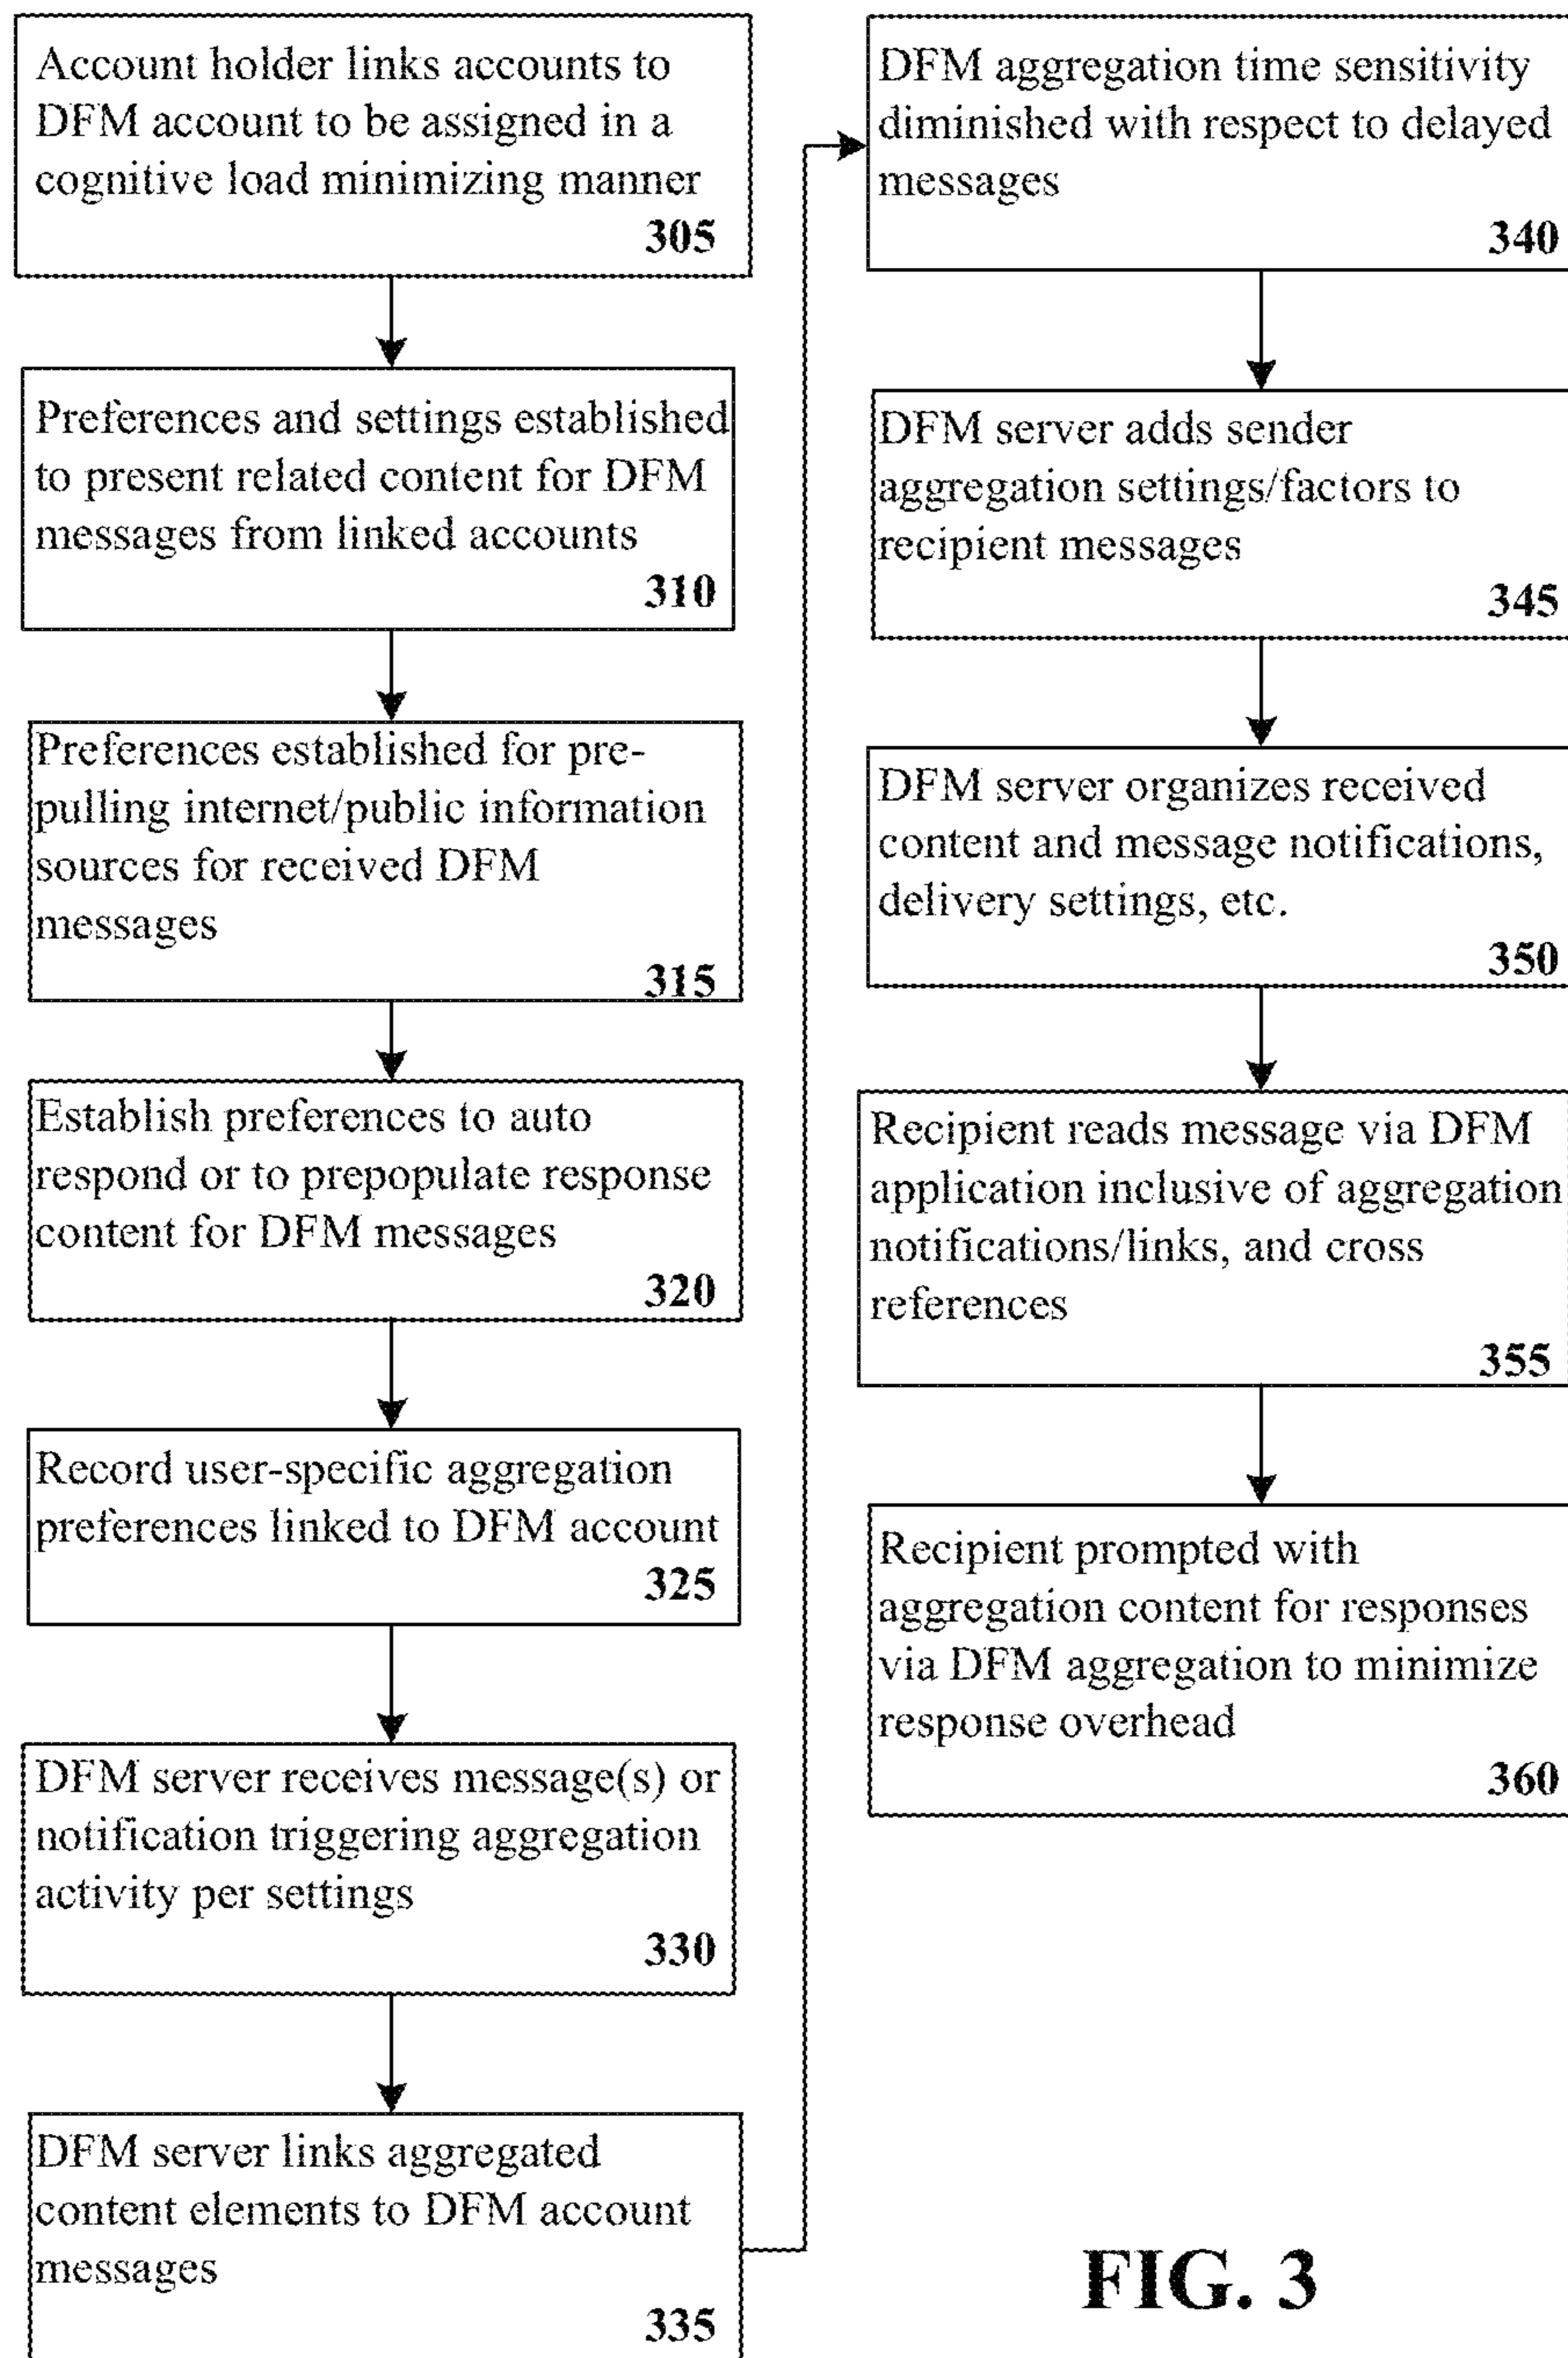 Account holder links accounts to
DFM account to be assigned in a
cognitive load minimizing manner
305
Preferences and settings established
to present related content for DFM
messages from linked accounts
310
Preferences established for pre-
pulling internet/public information
sources for received DFM
messages
315
Establish preferences to auto
respond or to prepopulate response
content for DFM messages
320
Record user-specific aggregation
preferences linked to DFM account
325
DFM server receives message(s) or
notification triggering aggregation
activity per settings
330
DFM server links aggregated
content elements to DFM account
messages
335
DFM aggregation time sensitivity
diminished with respect to delayed
messages
340
DFM server adds sender
aggregation settings/factors to
recipient messages
345
DFM server organizes received
content and message notifications,
delivery settings, etc.
350
Recipient reads message via DFM
application inclusive of aggregation
notifications/links, and cross
references
355
Recipient prompted with
aggregation content for responses
via DFM aggregation to minimize
response overhead
360
FIG. 3